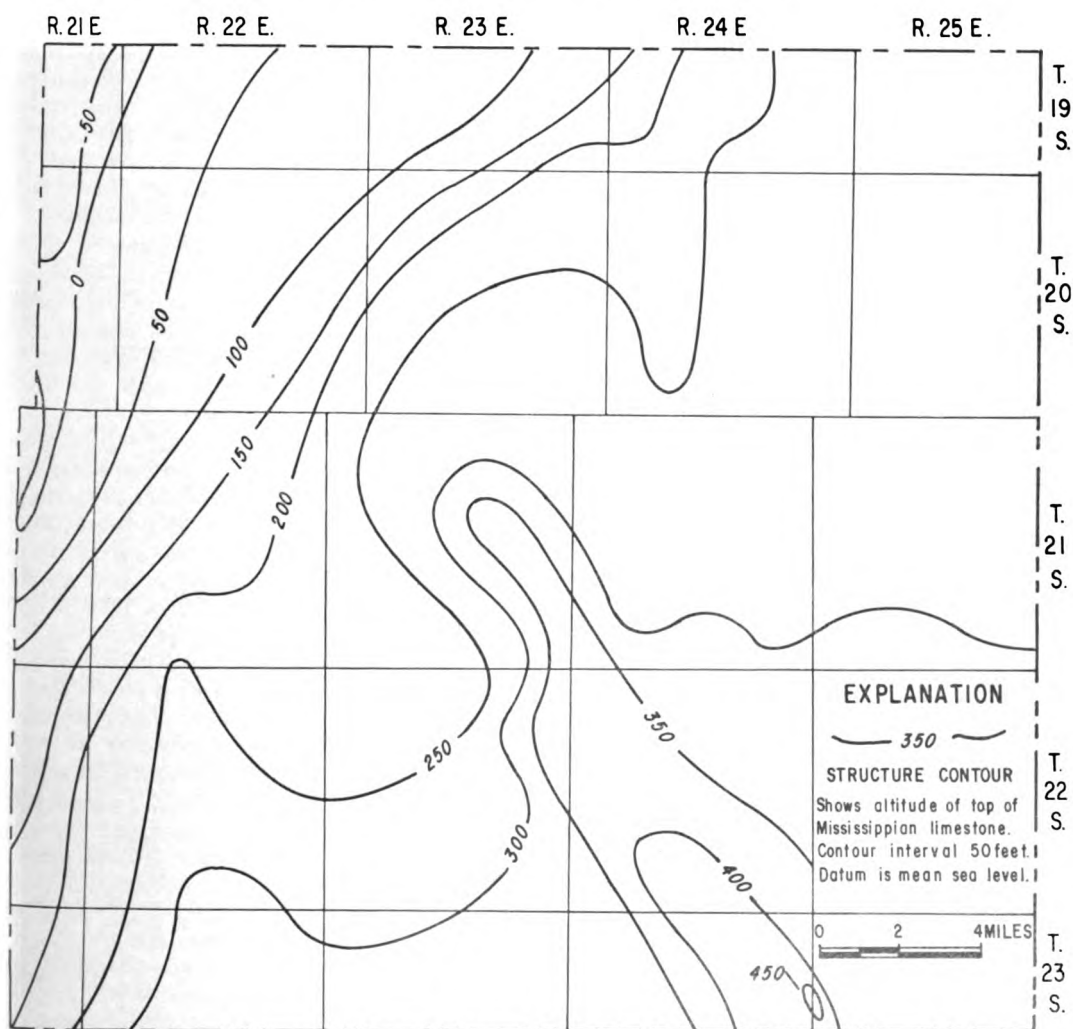 R. 21 E R. 22 E. R. 23 E. R. 24 E R. 25 E.
T.
19
S.
-50
0
50
100
T.
20
S.
150
200
T.
21
S.
250
300
350
400
450
EXPLANATION
350
STRUCTURE CONTOUR
Shows altitude of top of
Mississippian limestone.
Contour interval 50 feet.
Datum is mean sea level.
T.
22
S.
0 2 4 MILES
T.
23
S.